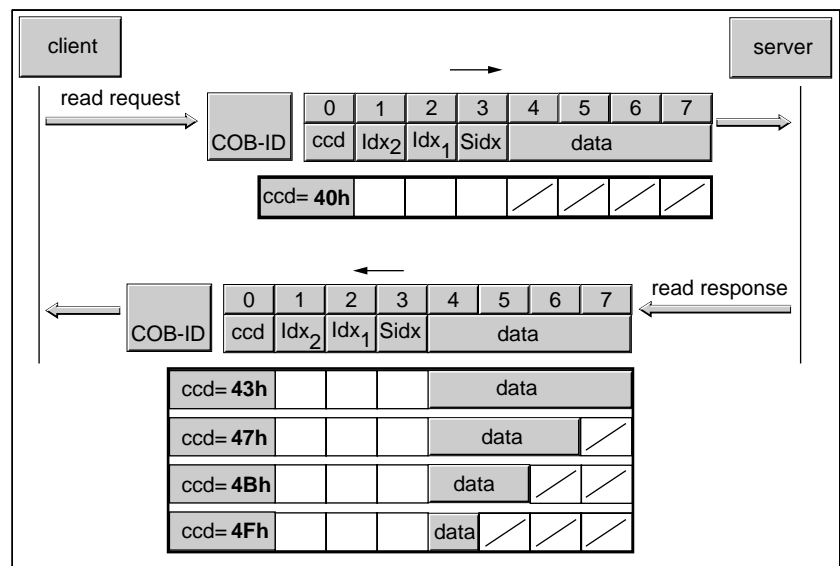 client
server
read request
COB-ID
0 1 2 3 4 5 6 7
ccd Idx2 Idx1 Sidx data
ccd= 40h
read response
COB-ID
0 1 2 3 4 5 6 7
ccd Idx2 Idx1 Sidx data
ccd= 43h data
ccd= 47h data
ccd= 4Bh data
ccd= 4Fh data